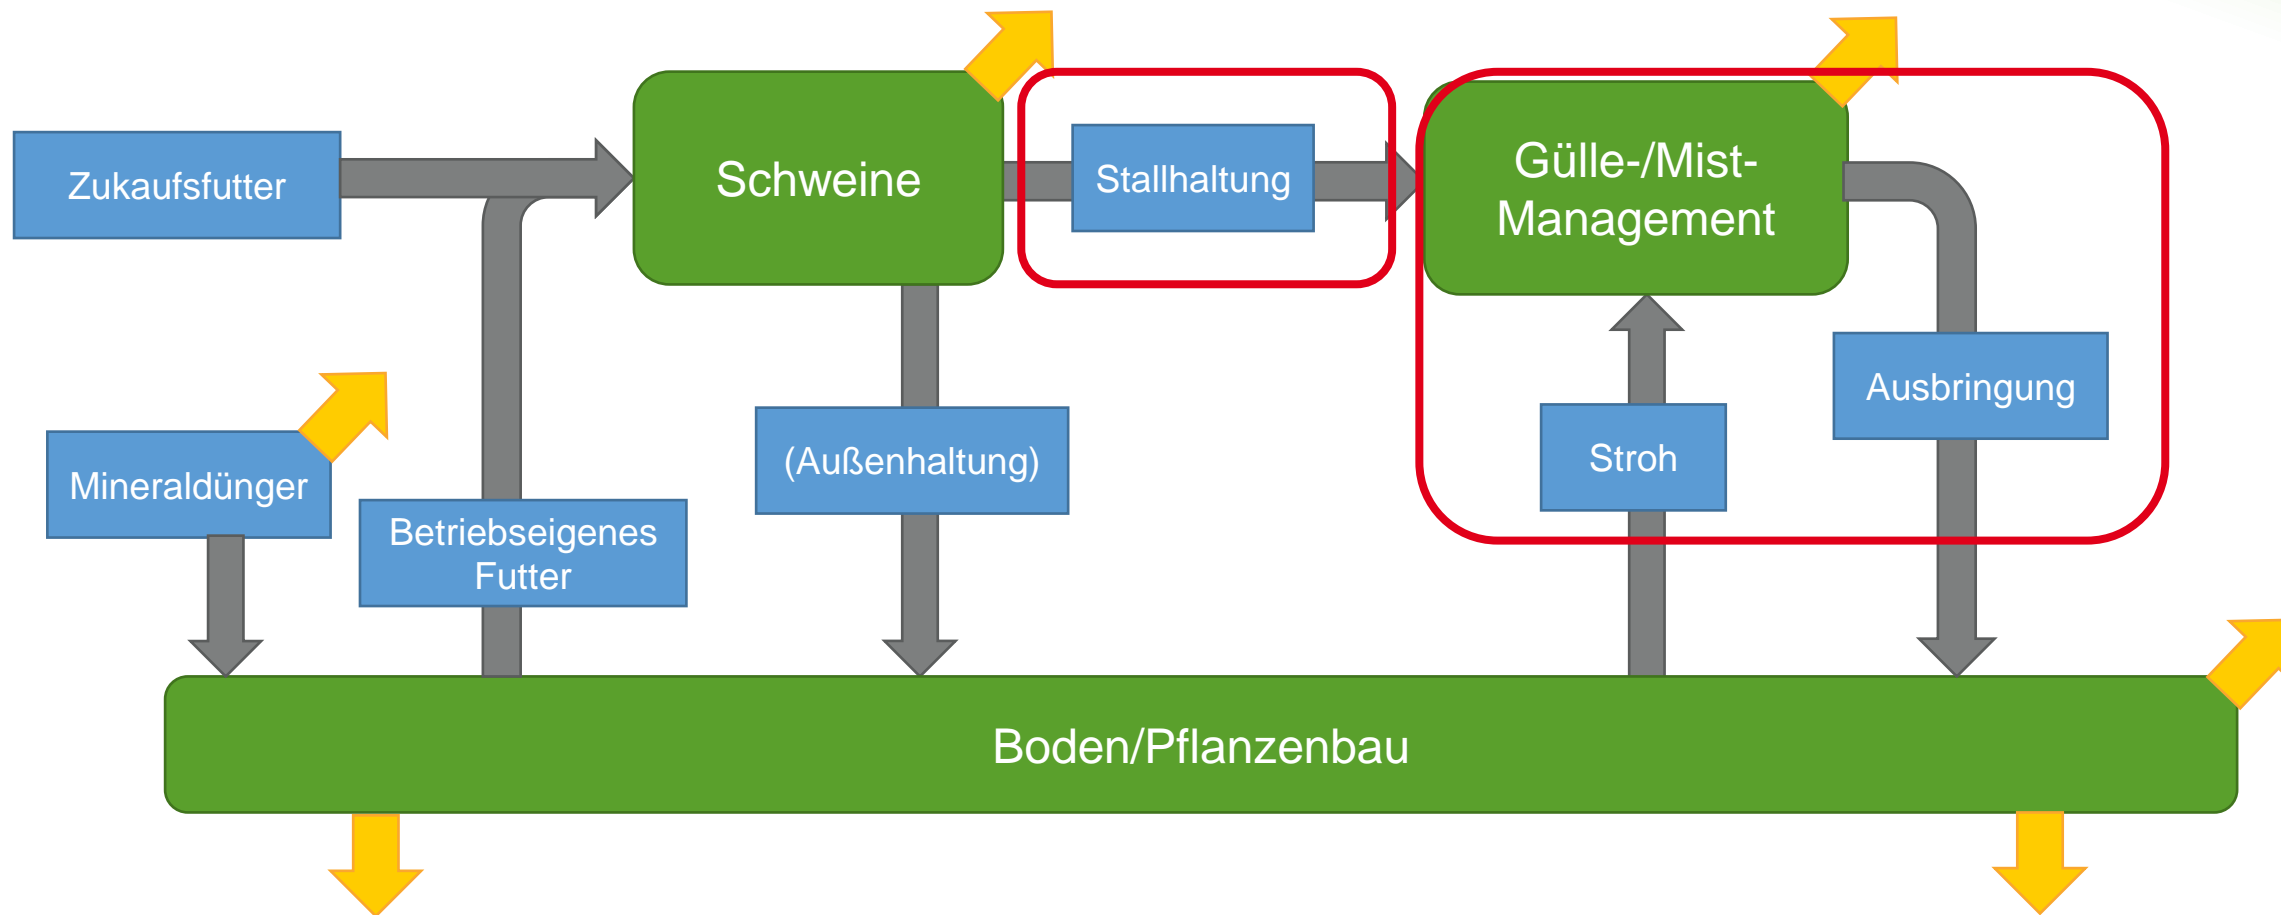 Zukaufsfutter
Schweine
Stallhaltung
Gülle-/Mist-
Management
Mineraldünger
Betriebseigenes
Futter
(Außenhaltung)
Stroh
Ausbringung
Boden/Pflanzenbau